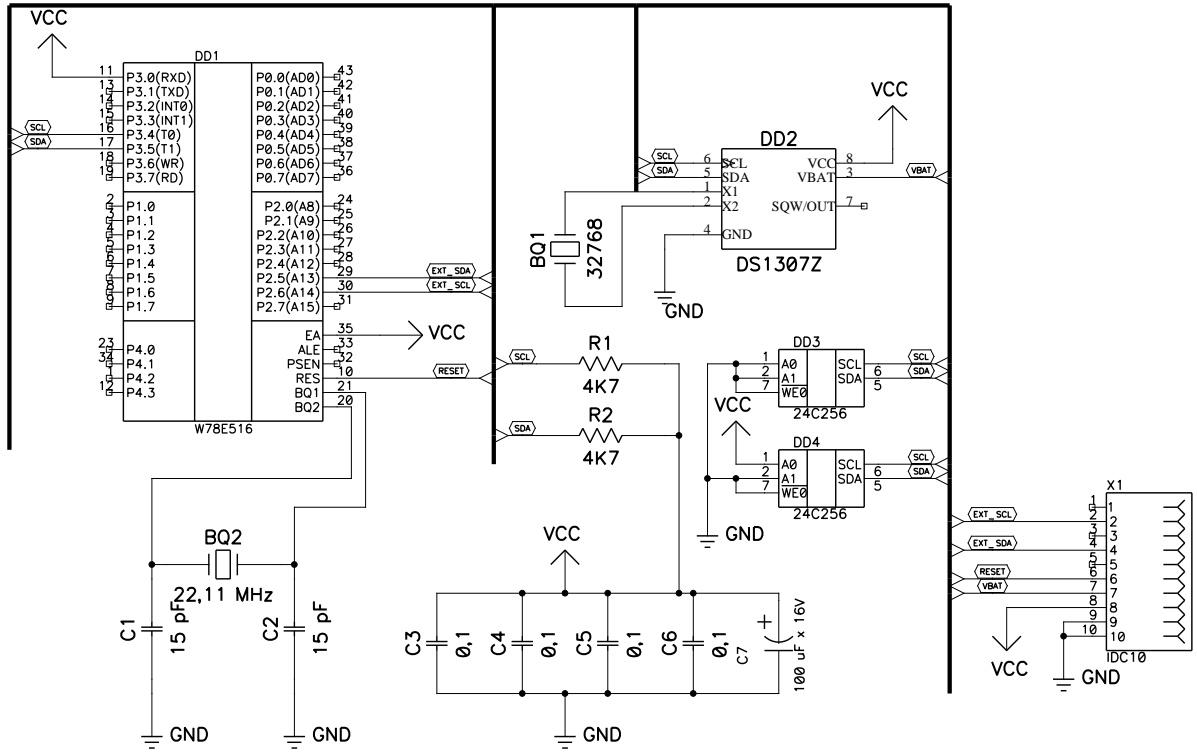 VCC
DD1
11 P3.0(RXD) P0.0(AD0) 43
13 P3.1(TXD) P0.1(AD1) 42
14 P3.2(INT0) P0.2(AD2) 41
15 P3.3(INT1) P0.3(AD3) 40
SCL 16 P3.4(T0) P0.4(AD4) 39
SDA 17 P3.5(T1) P0.5(AD5) 38
18 P3.6(WR) P0.6(AD6) 37
19 P3.7(RD) P0.7(AD7) 36
2 P1.0 P2.0(A8) 24
3 P1.1 P2.1(A9) 25
4 P1.2 P2.2(A10) 26
5 P1.3 P2.3(A11) 27
6 P1.4 P2.4(A12) 28
7 P1.5 P2.5(A13) 29 EXT_SDA
8 P1.6 P2.6(A14) 30 EXT_SCL
9 P1.7 P2.7(A15) 31
EA 35 VCC
23 P4.0 ALE 33
34 P4.1 PSEN 32
1 P4.2 RES 10 RESET
12 P4.3 BQ1 21
BQ2 20
W78E516
VCC
DD2
SCL 6 SCL VCC 8
SDA 5 SDA VBAT 3 VBAT
1 X1
2 X2 SQW/OUT 7
4 GND
DS1307Z
BQ1
32768
GND
SCL R1
4K7
SDA R2
4K7
DD3
1 A0 SCL SCL
2 A1 SDA 6 SDA
7 WE0 5
24C256
VCC
DD4
1 A0 SCL SCL
2 A1 SDA 6 SDA
7 WE0 5
24C256
GND
BQ2
22,11 MHz
C1
15 pF
C2
15 pF
GND
GND
VCC
C3
0,1
C4
0,1
C5
0,1
C6
0,1
C7
+
100 uF x 16V
GND
X1
1 1
EXT_SCL 2 2
3 3
EXT_SDA 4 4
5 5
RESET 6 6
VBAT 7 7
8 8
9 9
10 10
IDC10
VCC
GND